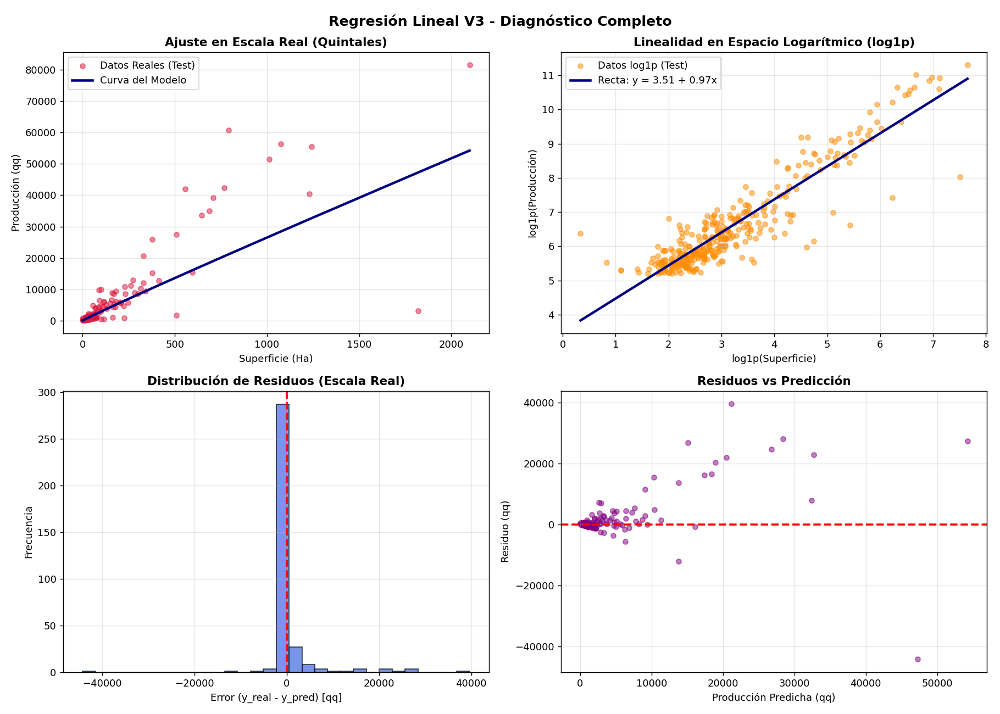 Regresión Lineal V3 - Diagnóstico Completo
Ajuste en Escala Real (Quintales)
Datos Reales (Test)
Curva del Modelo
80000
70000
60000
50000
40000
30000
20000
10000
0
Producción (qq)
0 500 1000 1500 2000
Superficie (Ha)
Linealidad en Espacio Logarítmico (log1p)
Datos log1p (Test)
Recta: y = 3.51 + 0.97x
11
10
9
8
7
6
5
4
log1p(Producción)
0 1 2 3 4 5 6 7 8
log1p(Superficie)
Distribución de Residuos (Escala Real)
300
250
200
150
100
50
0
Frecuencia
−40000 −20000 0 20000 40000
Error (y_real - y_pred) [qq]
Residuos vs Predicción
40000
20000
0
−20000
−40000
Residuo (qq)
0 10000 20000 30000 40000 50000
Producción Predicha (qq)